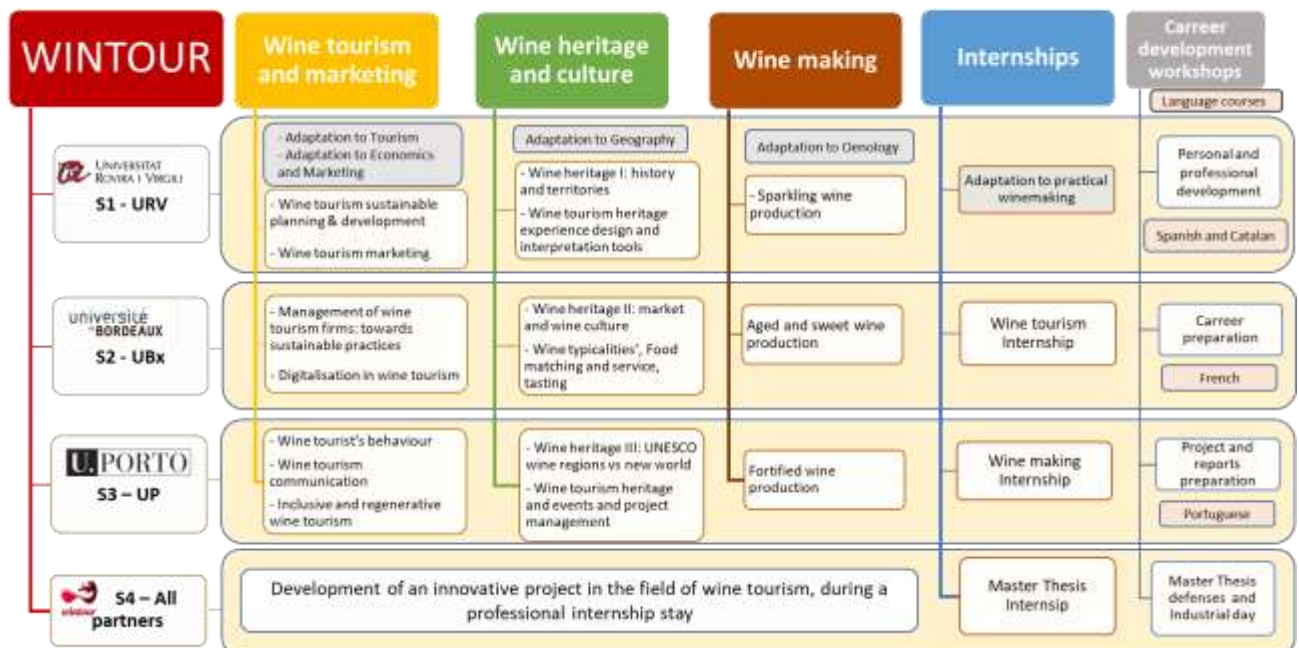 WINTOUR
Wine tourism
and marketing
Wine heritage
and culture
Wine making
Internships
Carreer
development
workshops
Language courses
UNIVERSITAT
ROVIRA I VIRGILI
S1 - URV
- Adaptation to Tourism
- Adaptation to Economics
and Marketing
- Wine tourism sustainable
planning & development
- Wine tourism marketing
Adaptation to Geography
- Wine heritage I: history
and territories
- Wine tourism heritage
experience design and
interpretation tools
Adaptation to Oenology
- Sparkling wine
production
Adaptation to practical
winemaking
Personal and
professional
development
Spanish and Catalan
université
de BORDEAUX
S2 - UBx
- Management of wine
tourism firms: towards
sustainable practices
- Digitalisation in wine tourism
- Wine heritage II: market
and wine culture
- Wine typicalities', Food
matching and service,
tasting
Aged and sweet wine
production
Wine tourism
Internship
Carreer
preparation
French
U. PORTO
S3 – UP
- Wine tourist's behaviour
- Wine tourism
communication
- Inclusive and regenerative
wine tourism
- Wine heritage III: UNESCO
wine regions vs new world
- Wine tourism heritage
and events and project
management
Fortified wine
production
Wine making
Internship
Project and
reports
preparation
Portuguese
wintour
S4 – All
partners
Development of an innovative project in the field of wine tourism, during a
professional internship stay
Master Thesis
Internsip
Master Thesis
defenses and
Industrial day